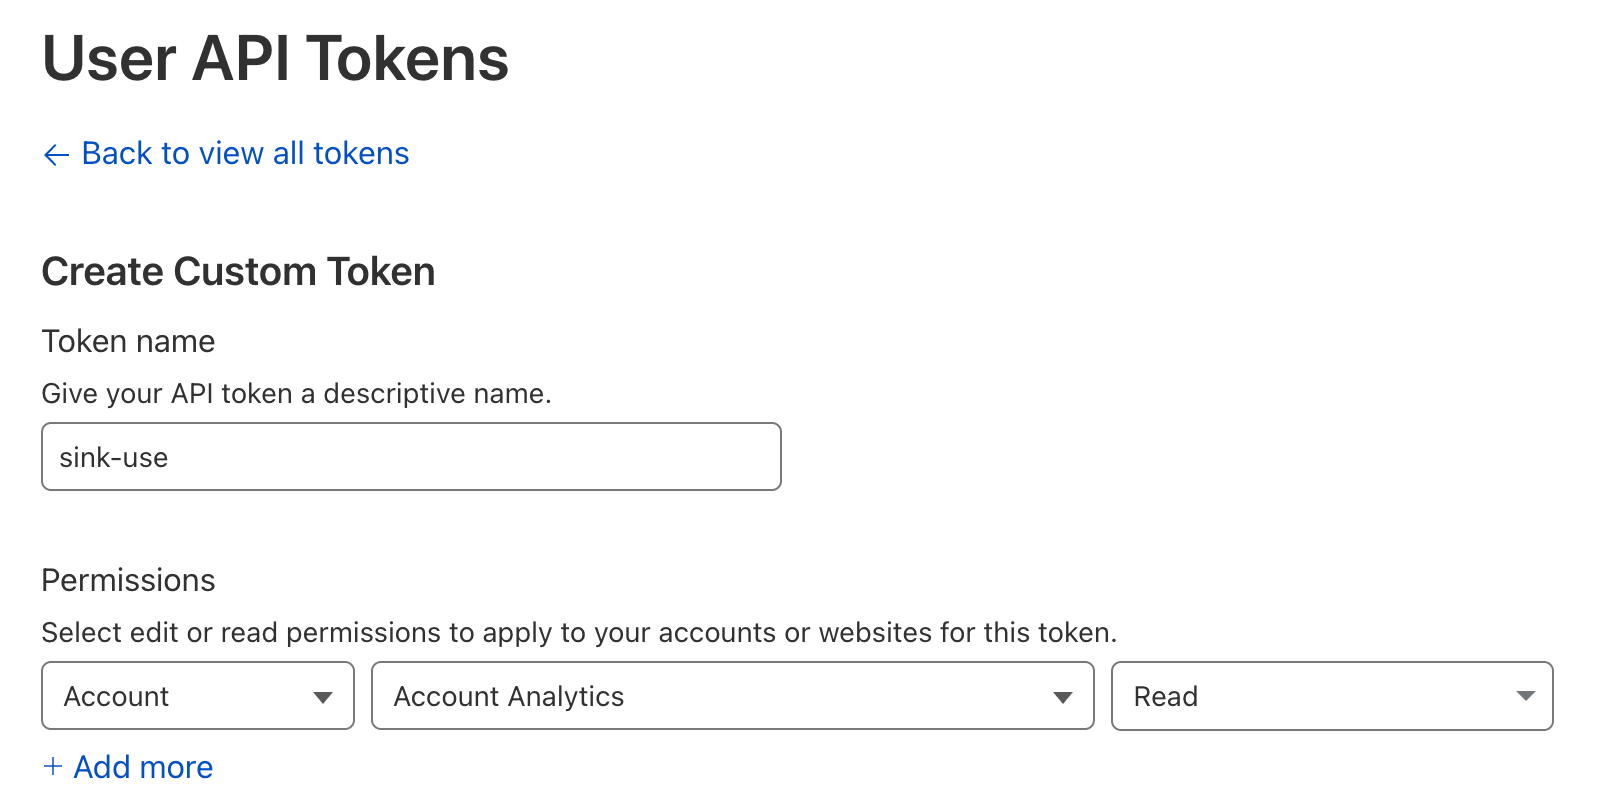 User API Tokens
← Back to view all tokens
Create Custom Token
Token name
Give your API token a descriptive name.
sink-use
Permissions
Select edit or read permissions to apply to your accounts or websites for this token.
Account Account Analytics Read
+ Add more